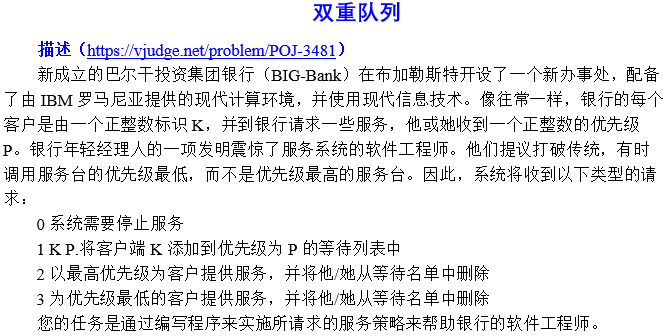 双重队列
描述（https://vjudge.net/problem/POJ-3481）
新成立的巴尔干投资集团银行（BIG-Bank）在布加勒斯特开设了一个新办事处，配备
了由 IBM 罗马尼亚提供的现代计算环境，并使用现代信息技术。像往常一样，银行的每个
客户是由一个正整数标识 K，并到银行请求一些服务，他或她收到一个正整数的优先级
P。银行年轻经理人的一项发明震惊了服务系统的软件工程师。他们提议打破传统，有时
调用服务台的优先级最低，而不是优先级最高的服务台。因此，系统将收到以下类型的请
求：
0 系统需要停止服务
1 K P.将客户端 K 添加到优先级为 P 的等待列表中
2 以最高优先级为客户提供服务，并将他/她从等待名单中删除
3 为优先级最低的客户提供服务，并将他/她从等待名单中删除
您的任务是通过编写程序来实施所请求的服务策略来帮助银行的软件工程师。